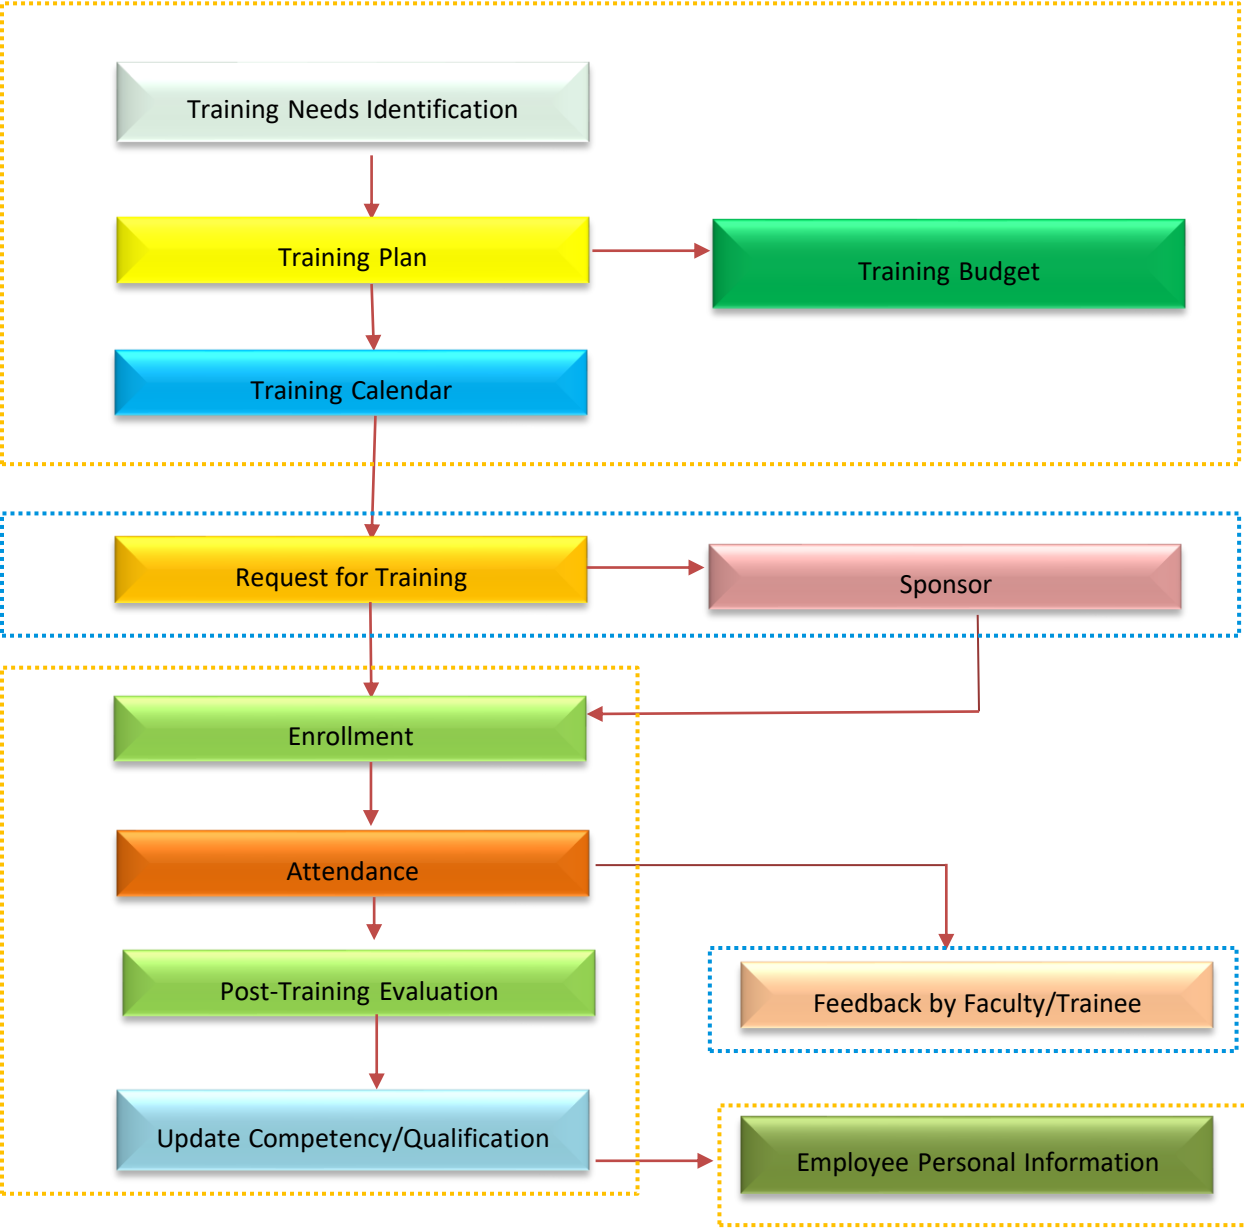 Training Needs Identification
Training Plan
Training Budget
Training Calendar
Request for Training
Sponsor
Enrollment
Attendance
Post-Training Evaluation
Feedback by Faculty/Trainee
Update Competency/Qualification
Employee Personal Information